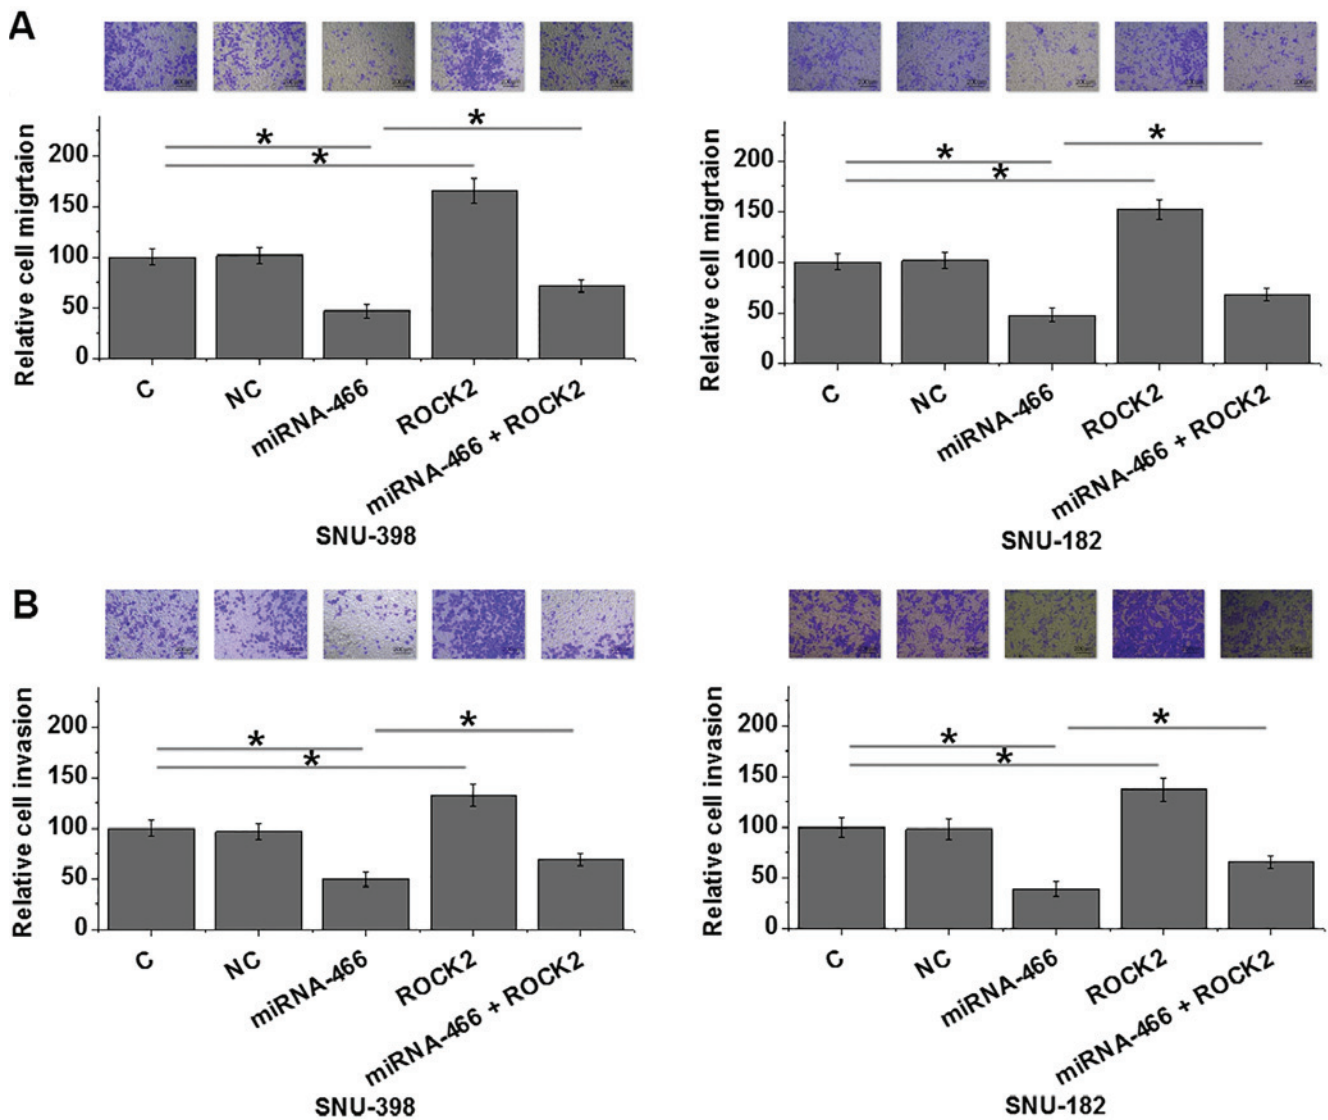 A
Relative cell migrtaion
200
150
100
50
0
* * *
C NC miRNA-466 ROCK2 miRNA-466 + ROCK2
SNU-398
Relative cell migrtaion
200
150
100
50
0
* * *
C NC miRNA-466 ROCK2 miRNA-466 + ROCK2
SNU-182
B
Relative cell invasion
200
150
100
50
0
* * *
C NC miRNA-466 ROCK2 miRNA-466 + ROCK2
SNU-398
Relative cell invasion
200
150
100
50
0
* * *
C NC miRNA-466 ROCK2 miRNA-466 + ROCK2
SNU-182